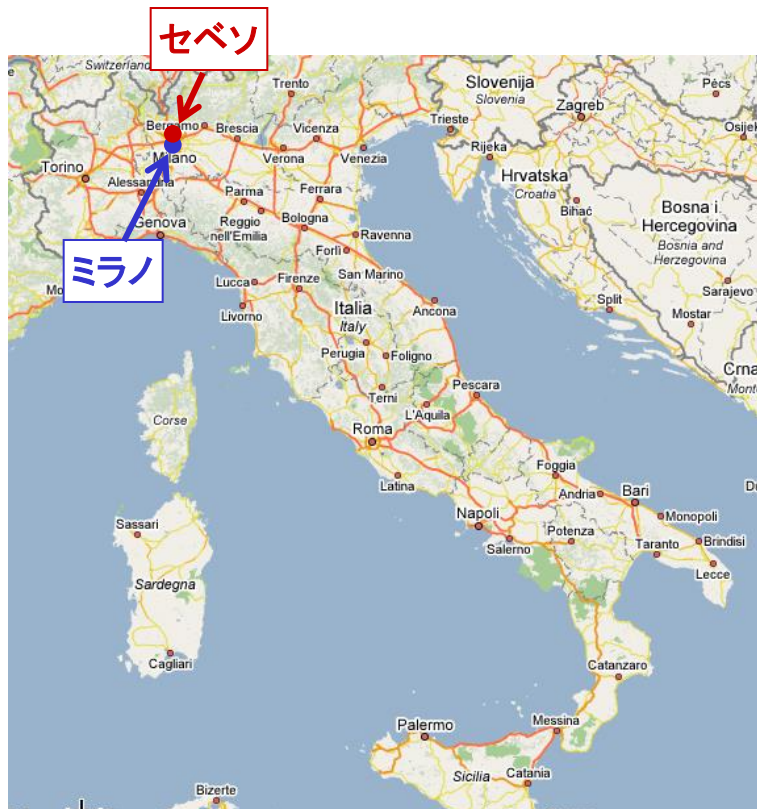 セベソ
Switzerland
Slovenija
Slovenia
Pécs
Trento
Zagreb
Trieste
Osijek
Bergamo
Brescia
Vicenza
Rijeka
Milano
Verona
Venezia
Torino
Hrvatska
Croatia
Alessandria
Parma
Ferrara
Bihać
Bosna i
Hercegovina
Bosnia and
Herzegovina
Genova
Reggio
nell'Emilia
Bologna
Ravenna
ミラノ
Forlì
San Marino
Lucca
Firenze
Sarajevo
Livorno
Italia
Italy
Ancona
Split
Mostar
Perugia
Foligno
Crna
Mont
Terni
Pescara
L'Aquila
Corse
Roma
Latina
Foggia
Andria
Bari
Sassari
Napoli
Monopoli
Salerno
Potenza
Brindisi
Taranto
Lecce
Sardegna
Cagliari
Catanzaro
Palermo
Messina
Sicilia
Catania
Bizerte